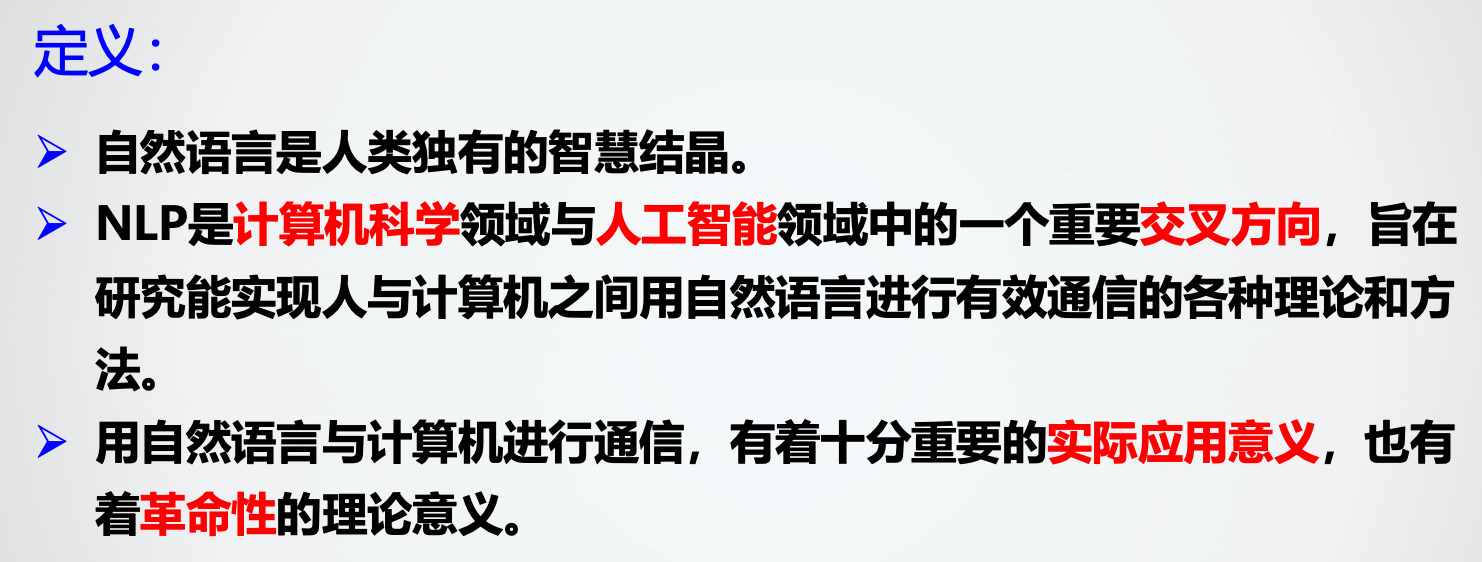 定义：
➢ 自然语言是人类独有的智慧结晶。
➢ NLP是计算机科学领域与人工智能领域中的一个重要交叉方向，旨在
研究能实现人与计算机之间用自然语言进行有效通信的各种理论和方
法。
➢ 用自然语言与计算机进行通信，有着十分重要的实际应用意义，也有
着革命性的理论意义。